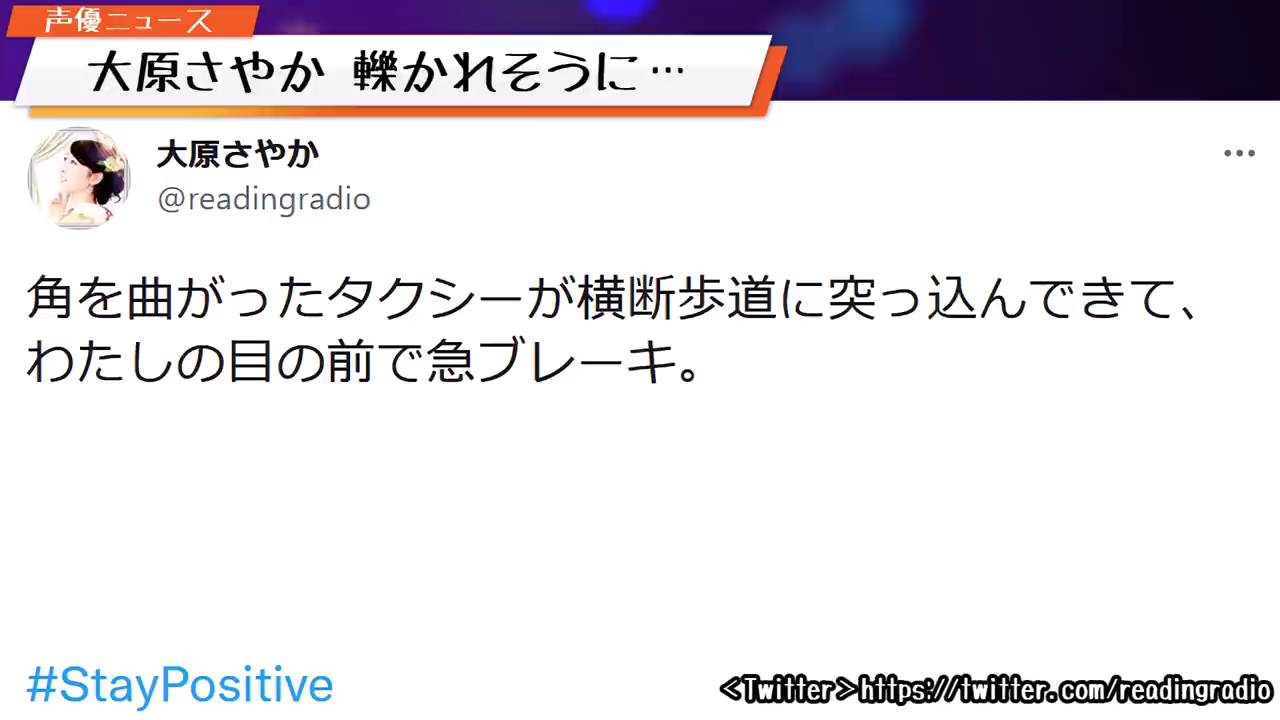 声優ニュース
大原さやか 轢かれそうに…
大原さやか
@readingradio
角を曲がったタクシーが横断歩道に突っ込んできて、
わたしの目の前で急ブレーキ。
#StayPositive
<Twitter>https://twitter.com/readingradio